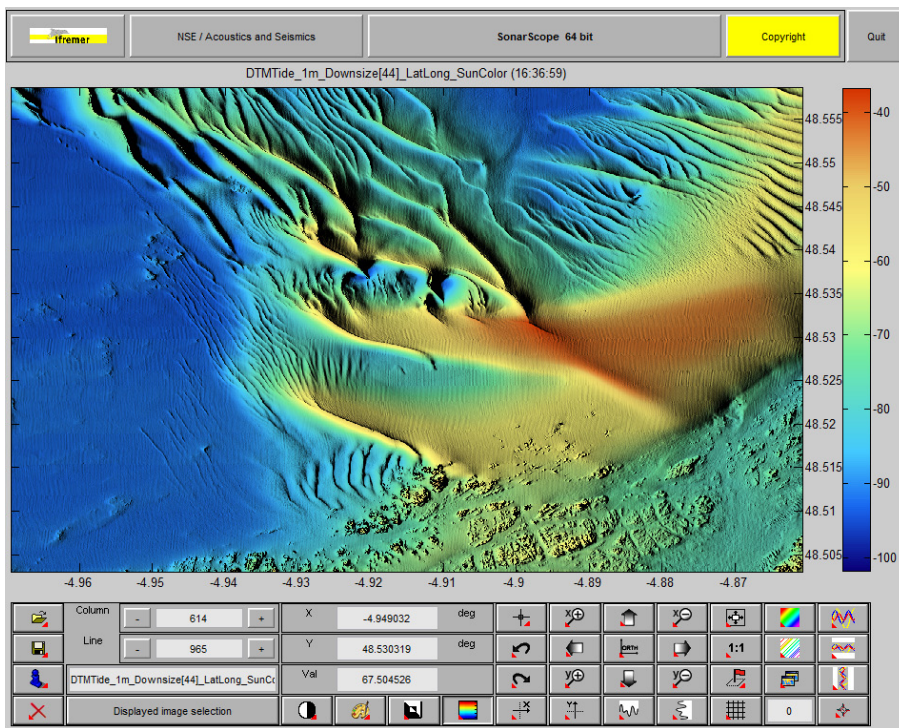 Ifremer
NSE / Acoustics and Seismics
SonarScope 64 bit
Copyright
Quit
DTMTide_1m_Downsize[44]_LatLong_SunColor (16:36:59)
48.555
48.55
48.545
48.54
48.535
48.53
48.525
48.52
48.515
48.51
48.505
-40
-50
-60
-70
-80
-90
-100
-4.96 -4.95 -4.94 -4.93 -4.92 -4.91 -4.9 -4.89 -4.88 -4.87
Column - 614 + X -4.949032 deg X X
Line - 965 + Y 48.530319 deg ORTH 1:1
DTMTide_1m_Downsize[44]_LatLong_SunCo Val 67.504526 Y Y
Displayed image selection X Y 0